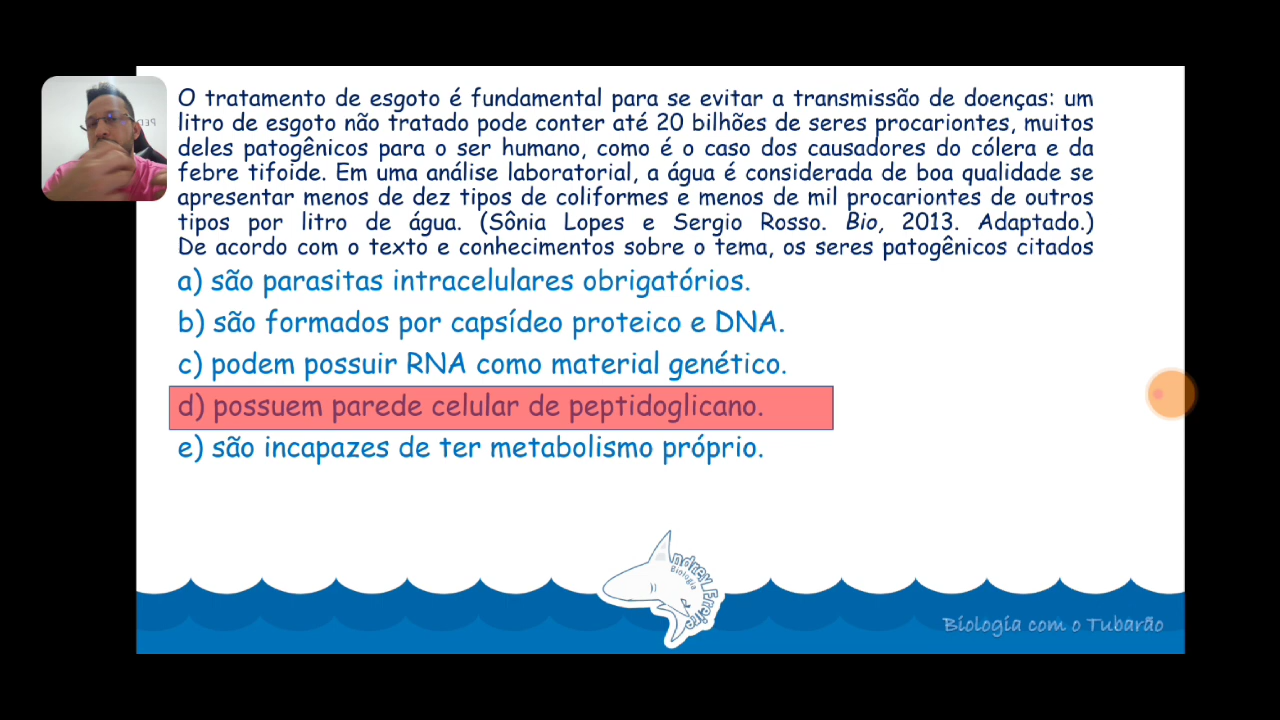 O tratamento de esgoto é fundamental para se evitar a transmissão de doenças: um
litro de esgoto não tratado pode conter até 20 bilhões de seres procariontes, muitos
deles patogênicos para o ser humano, como é o caso dos causadores do cólera e da
febre tifoide. Em uma análise laboratorial, a água é considerada de boa qualidade se
apresentar menos de dez tipos de coliformes e menos de mil procariontes de outros
tipos por litro de água. (Sônia Lopes e Sergio Rosso. Bio, 2013. Adaptado.)
De acordo com o texto e conhecimentos sobre o tema, os seres patogênicos citados
a) são parasitas intracelulares obrigatórios.
b) são formados por capsídeo proteico e DNA.
c) podem possuir RNA como material genético.
d) possuem parede celular de peptidoglicano.
e) são incapazes de ter metabolismo próprio.
Biologia
Biologia com o Tubarão